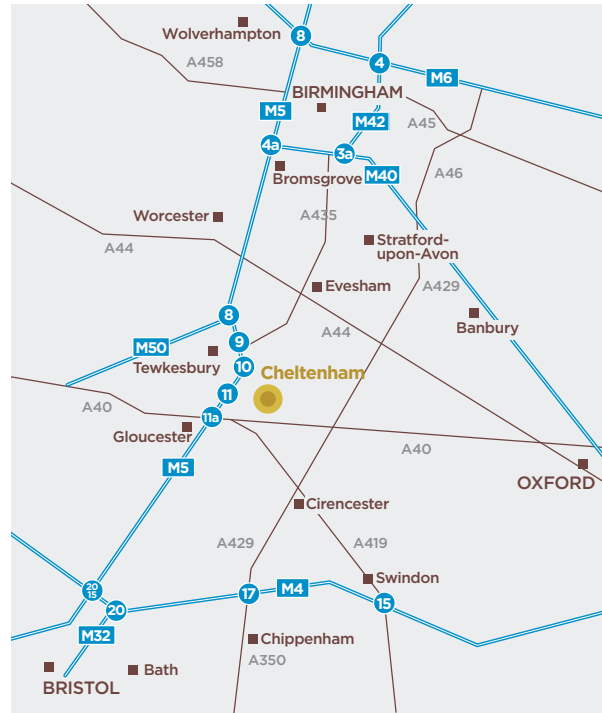 Wolverhampton
8
A458
4
M6
BIRMINGHAM
M5
M42
A45
4a
3a
Bromsgrove
M40
A46
Worcester
A435
A44
Stratford-
upon-Avon
Evesham
A429
8
A44
Banbury
M50
9
Tewkesbury
10
Cheltenham
11
A40
11a
Gloucester
A40
M5
OXFORD
Cirencester
A429
A419
Swindon
20
15
17
M4
15
20
M32
Chippenham
A350
BRISTOL
Bath